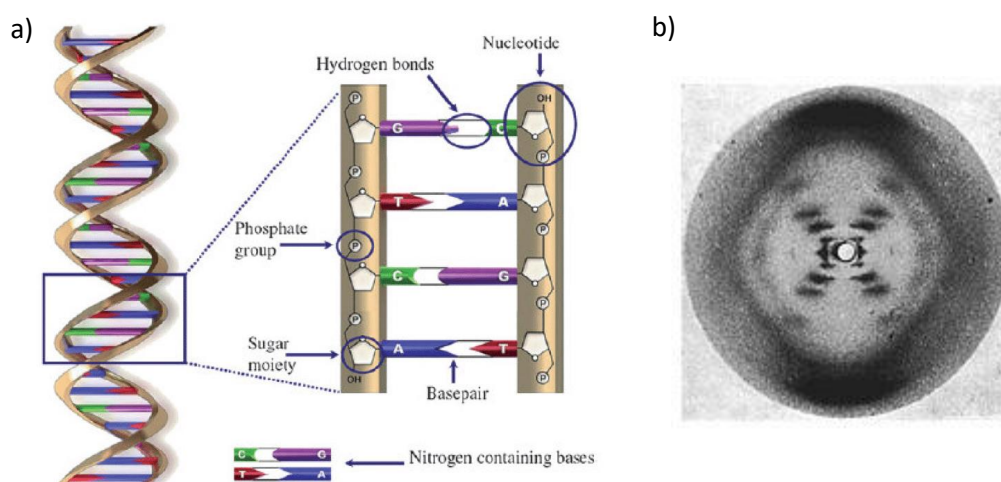 a)
b)
Nucleotide
Hydrogen bonds
OH
P
G
C
P
P
T
A
Phosphate
group
P
P
C
G
P
P
Sugar
moiety
A
T
OH
Basepair
P
C
G
T
A
Nitrogen containing bases